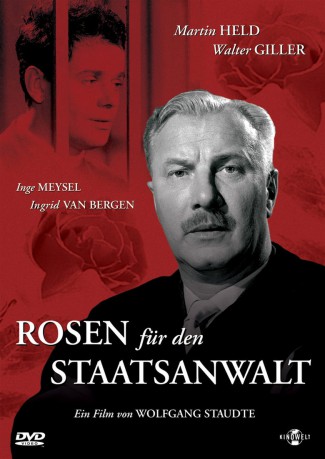 Martin HELD
Walter GILLER
Inge MEYSEL
Ingrid VAN BERGEN
ROSEN für den
STAATSANWALT
Ein Film von WOLFGANG STAUDTE
DVD
VIDEO
KINOWELT